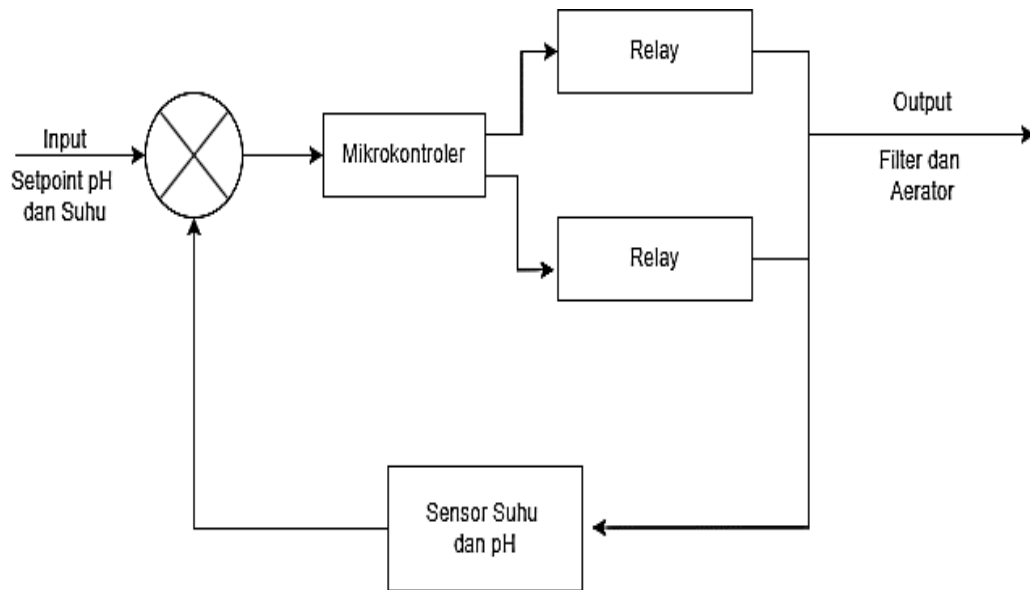 Relay
Input
Setpoint pH
dan Suhu
Mikrokontroler
Output
Filter dan
Aerator
Relay
Sensor Suhu
dan pH